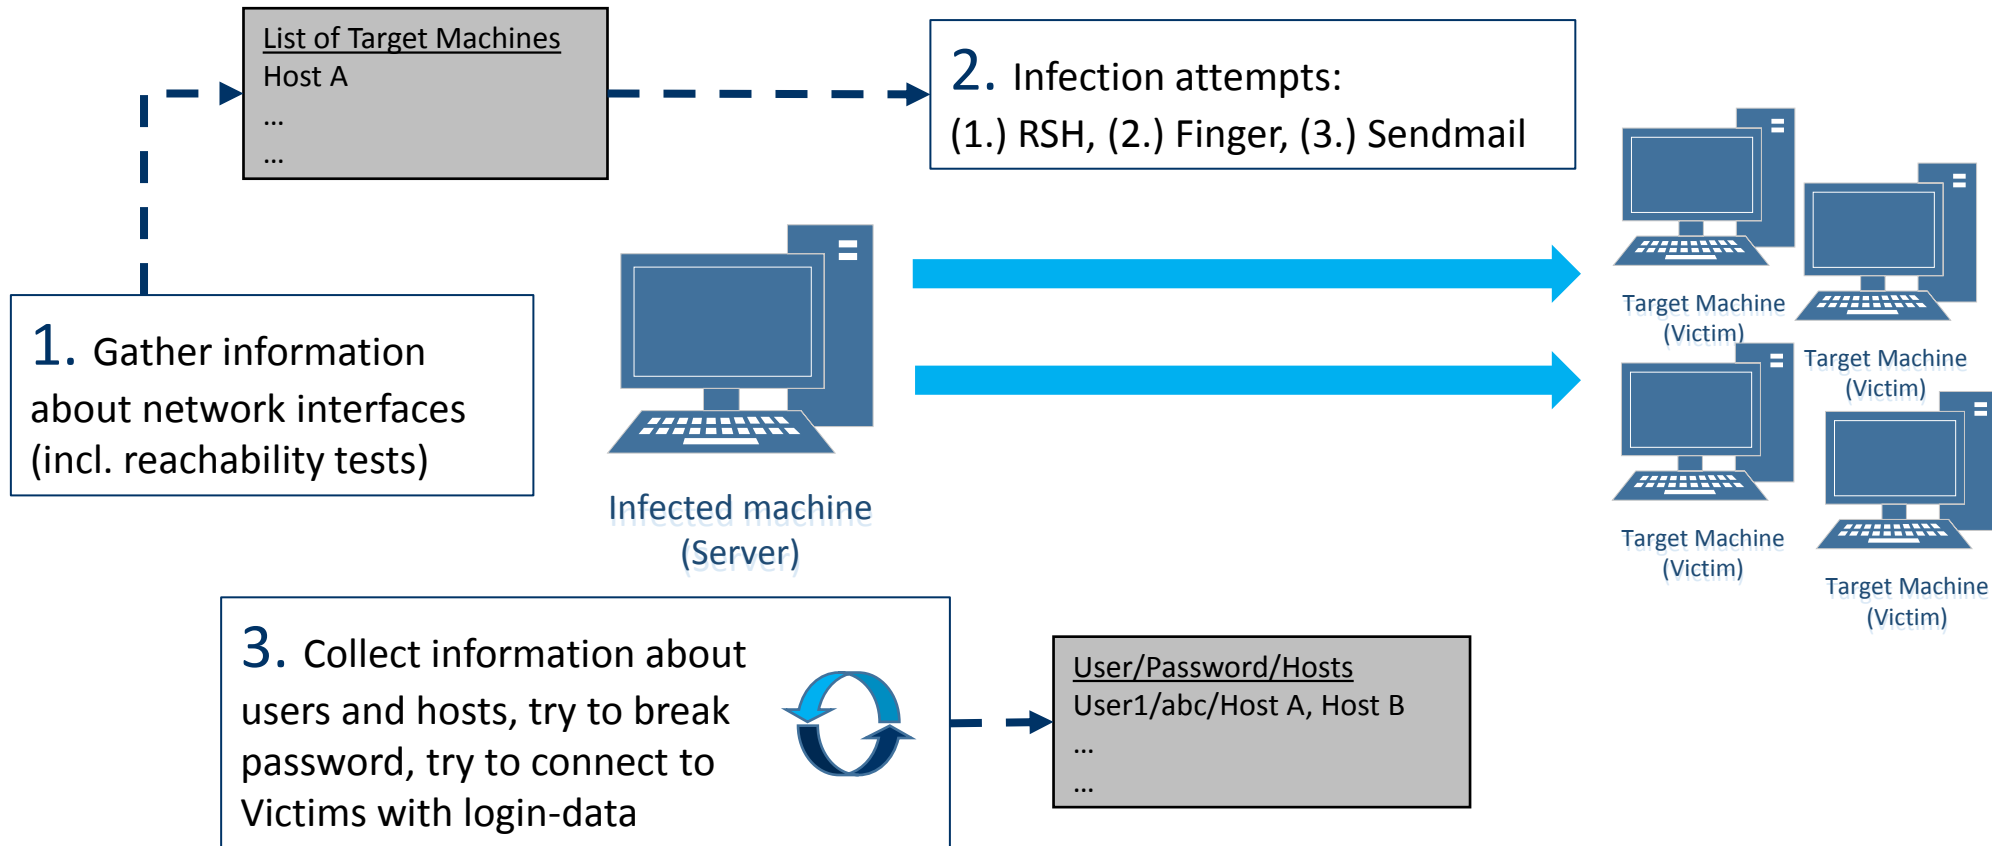 List of Target Machines
Host A
...
...
2. Infection attempts:
(1.) RSH, (2.) Finger, (3.) Sendmail
1. Gather information
about network interfaces
(incl. reachability tests)
Infected machine
(Server)
Target Machine
(Victim)
Target Machine
(Victim)
Target Machine
(Victim)
Target Machine
(Victim)
3. Collect information about
users and hosts, try to break
password, try to connect to
Victims with login-data
User/Password/Hosts
User1/abc/Host A, Host B
...
...